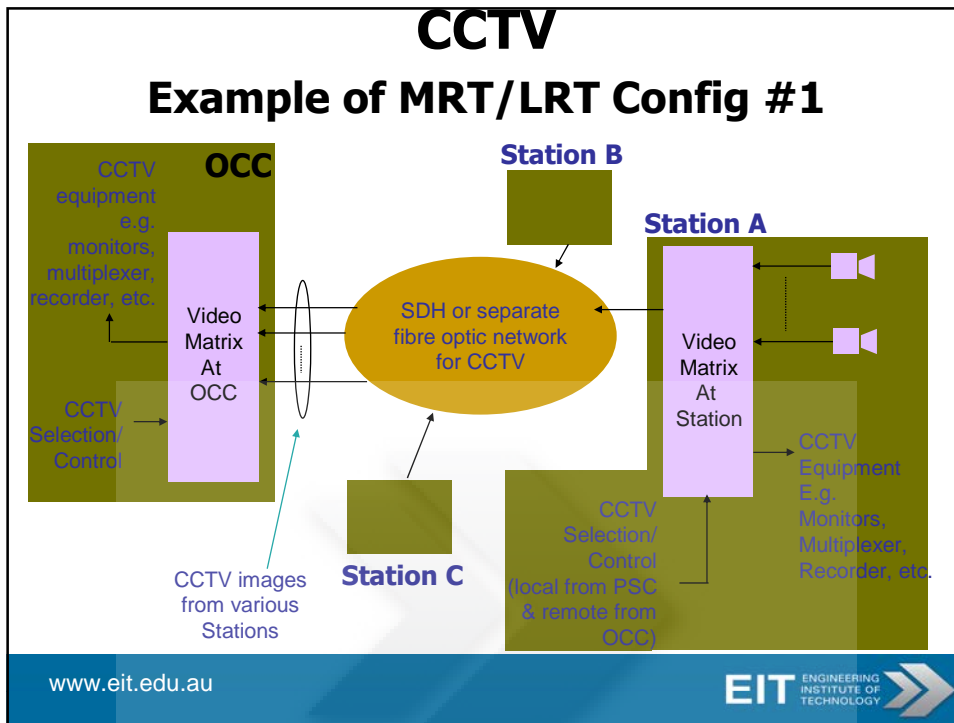 CCTV
Example of MRT/LRT Config #1
OCC
CCTV
equipment
e.g.
monitors,
multiplexer,
recorder, etc.
Video
Matrix
At
OCC
CCTV
Selection/
Control
CCTV images
from various
Stations
SDH or separate
fibre optic network
for CCTV
Station B
Station C
Station A
Video
Matrix
At
Station
CCTV
Equipment
E.g.
Monitors,
Multiplexer,
Recorder, etc.
CCTV
Selection/
Control
(local from PSC
& remote from
OCC)
www.eit.edu.au
EIT
ENGINEERING
INSTITUTE OF
TECHNOLOGY